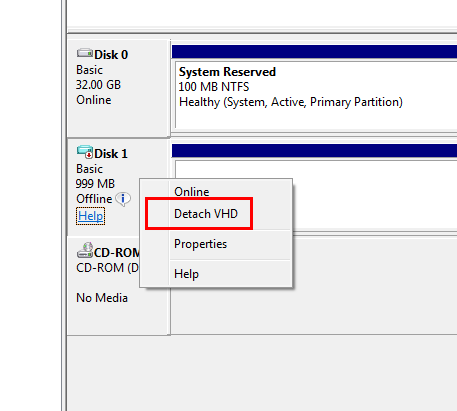 Disk 0
Basic
32.00 GB
Online
System Reserved
100 MB NTFS
Healthy (System, Active, Primary Partition)
Disk 1
Basic
999 MB
Offline
Help
Online
Detach VHD
Properties
Help
CD-ROM
CD-ROM (D
No Media